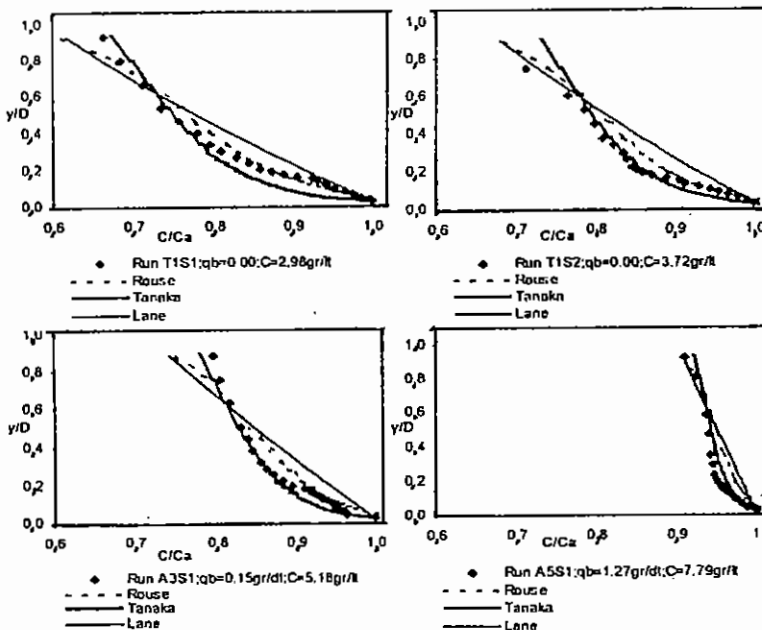 1,0
0,8
0,6
y/D
0,4
0,2
0,0
0,6 0,7 0,8 0,9 1,0
C/Ca
Run T1S1;qb=0.00;C=2,98gr/lt
Rouse
Tanaka
Lane
1,0
0,8
0,6
y/D
0,4
0,2
0,0
0,6 0,7 0,8 0,9 1,0
C/Ca
Run T1S2;qb=0.00;C=3.72gr/lt
Rouse
Tanaka
Lane
1,0
0,8
0,6
y/D
0,4
0,2
0,0
0,6 0,7 0,8 0,9 1,0
C/Ca
Run A3S1;qb=0,15gr/dt;C=5,18gr/lt
Rouse
Tanaka
Lane
1,0
0,8
0,6
y/D
0,4
0,2
0,0
0,6 0,7 0,8 0,9 1,0
C/Ca
Run A5S1;qb=1.27gr/dt;C=7.79gr/lt
Rouse
Tanaka
Lane